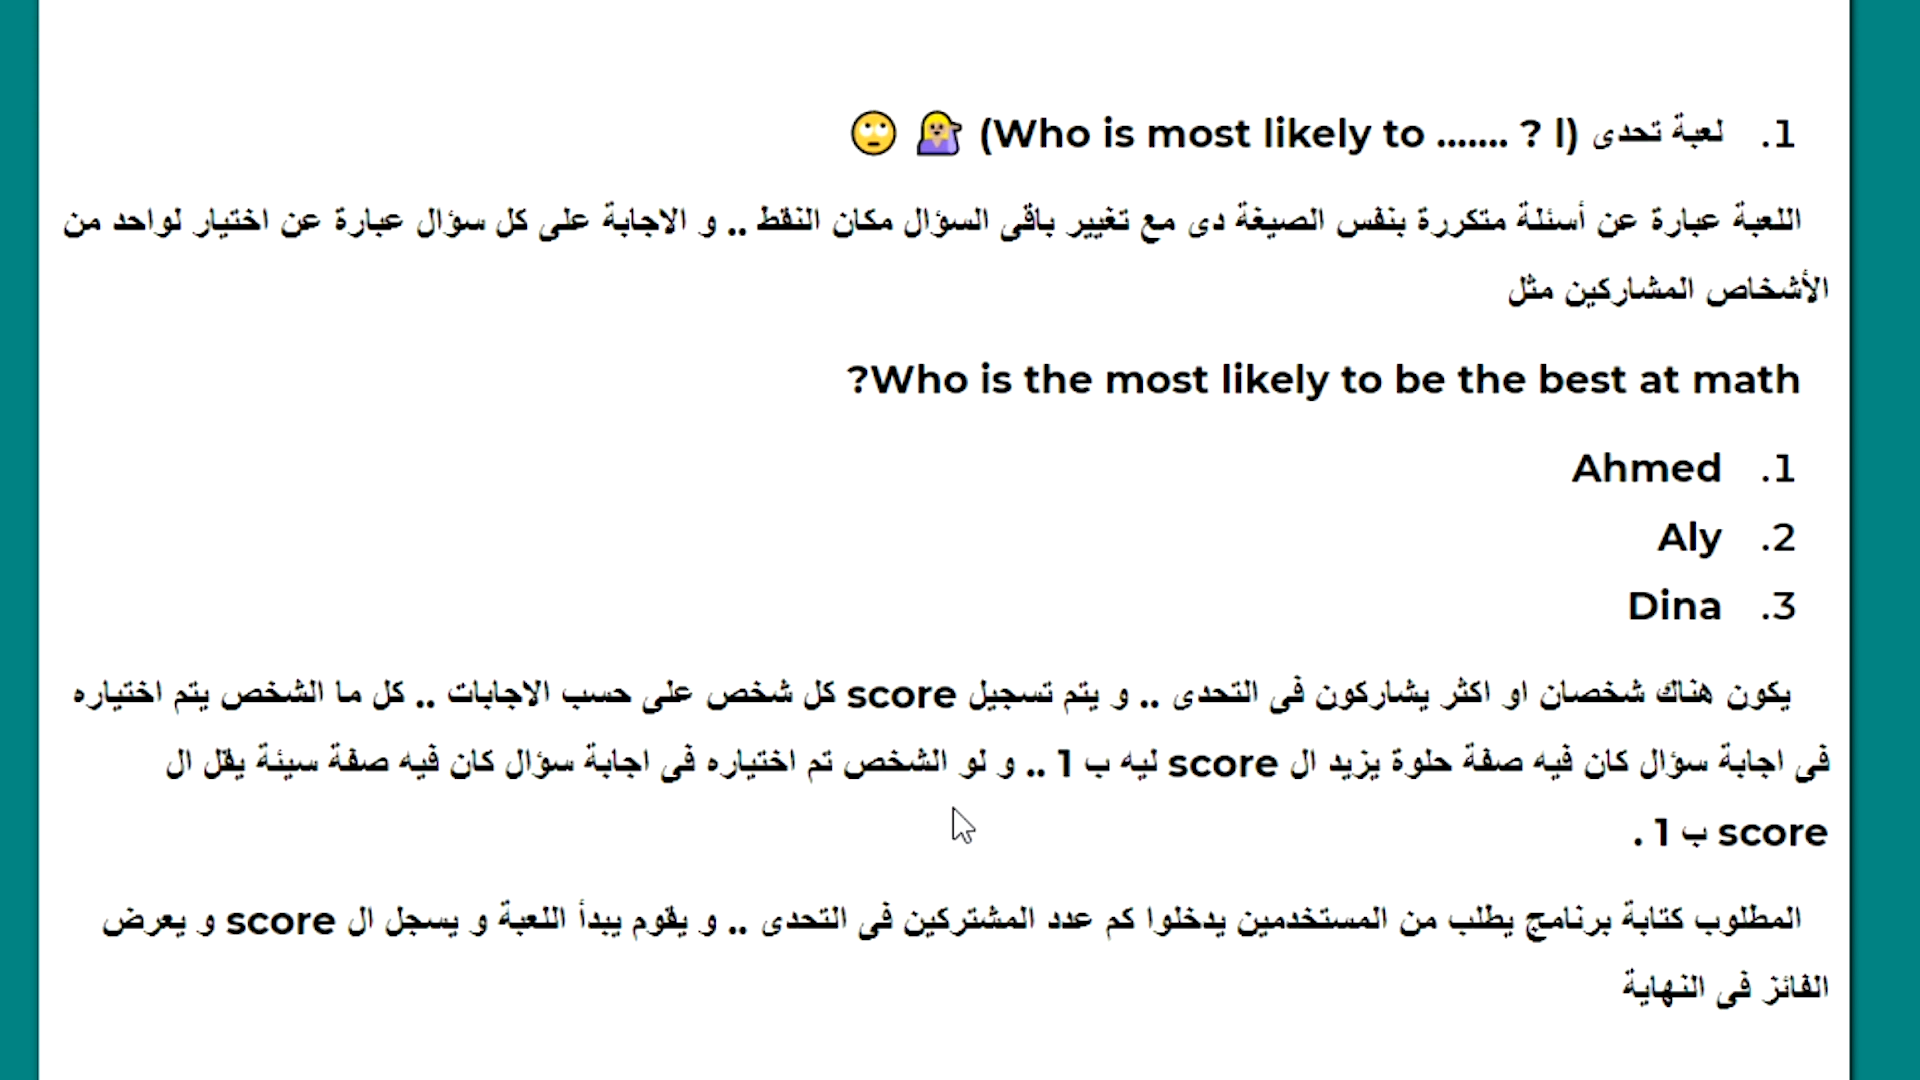 1. لعبة تحدى (Who is most likely to ....... ? ا) 💁‍♀️ 🙄
اللعبة عبارة عن أسئلة متكررة بنفس الصيغة دى مع تغيير باقى السؤال مكان النقط .. و الاجابة على كل سؤال عبارة عن اختيار لواحد من
الأشخاص المشاركين مثل
Who is the most likely to be the best at math?
1. Ahmed
2. Aly
3. Dina
يكون هناك شخصان او اكثر يشاركون فى التحدى .. و يتم تسجيل score كل شخص على حسب الاجابات .. كل ما الشخص يتم اختياره
فى اجابة سؤال كان فيه صفة حلوة يزيد ال score ليه ب 1 .. و لو الشخص تم اختياره فى اجابة سؤال كان فيه صفة سيئة يقل ال
score ب 1 .
المطلوب كتابة برنامج يطلب من المستخدمين يدخلوا كم عدد المشتركين فى التحدى .. و يقوم يبدأ اللعبة و يسجل ال score و يعرض
الفائز فى النهاية